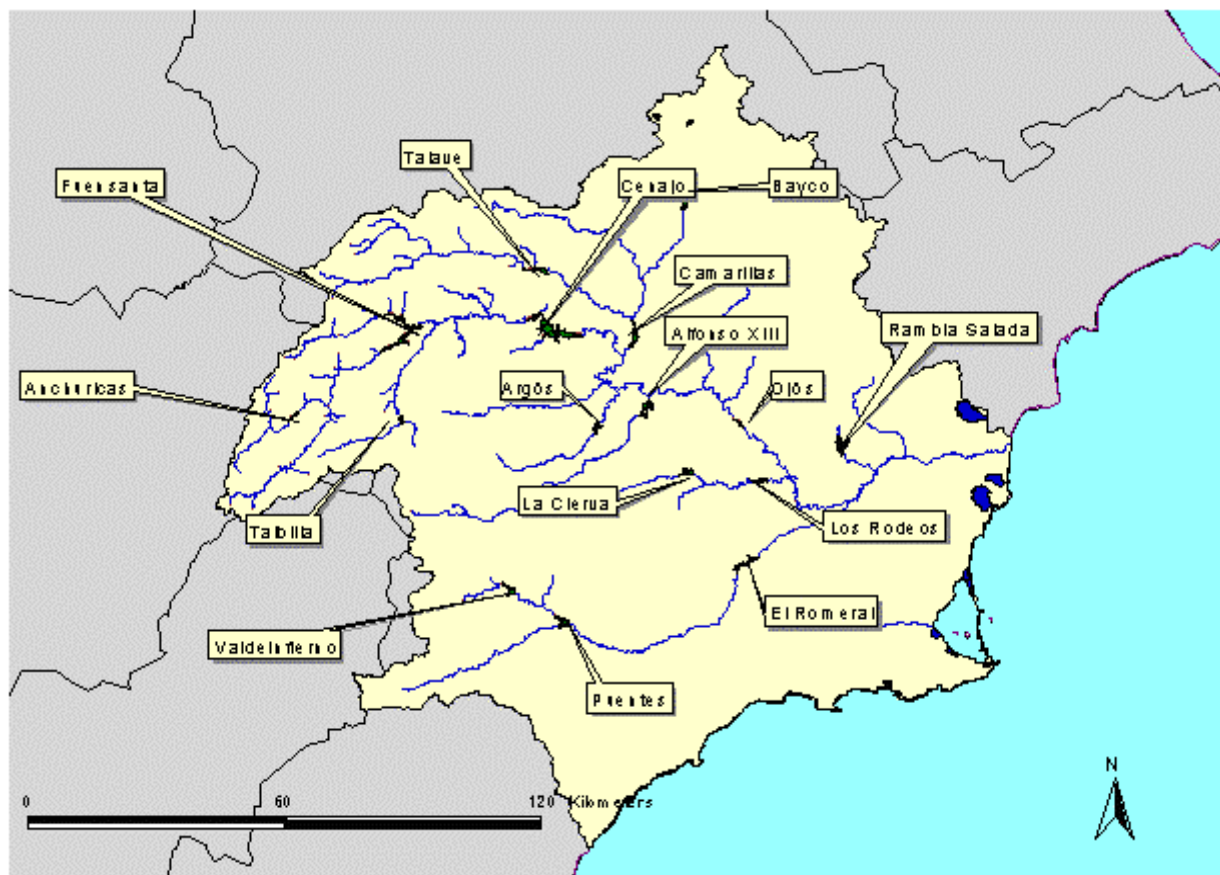 Talave
Fuensanta
Cenajo
Bayco
Camarillas
Alfonso XIII
Rambla Salada
Anchuricas
Argós
Ojós
La Cierva
Los Rodeos
Taibilla
El Romeral
Valdeinfierno
Puentes
N
0 60 120 Kilometers